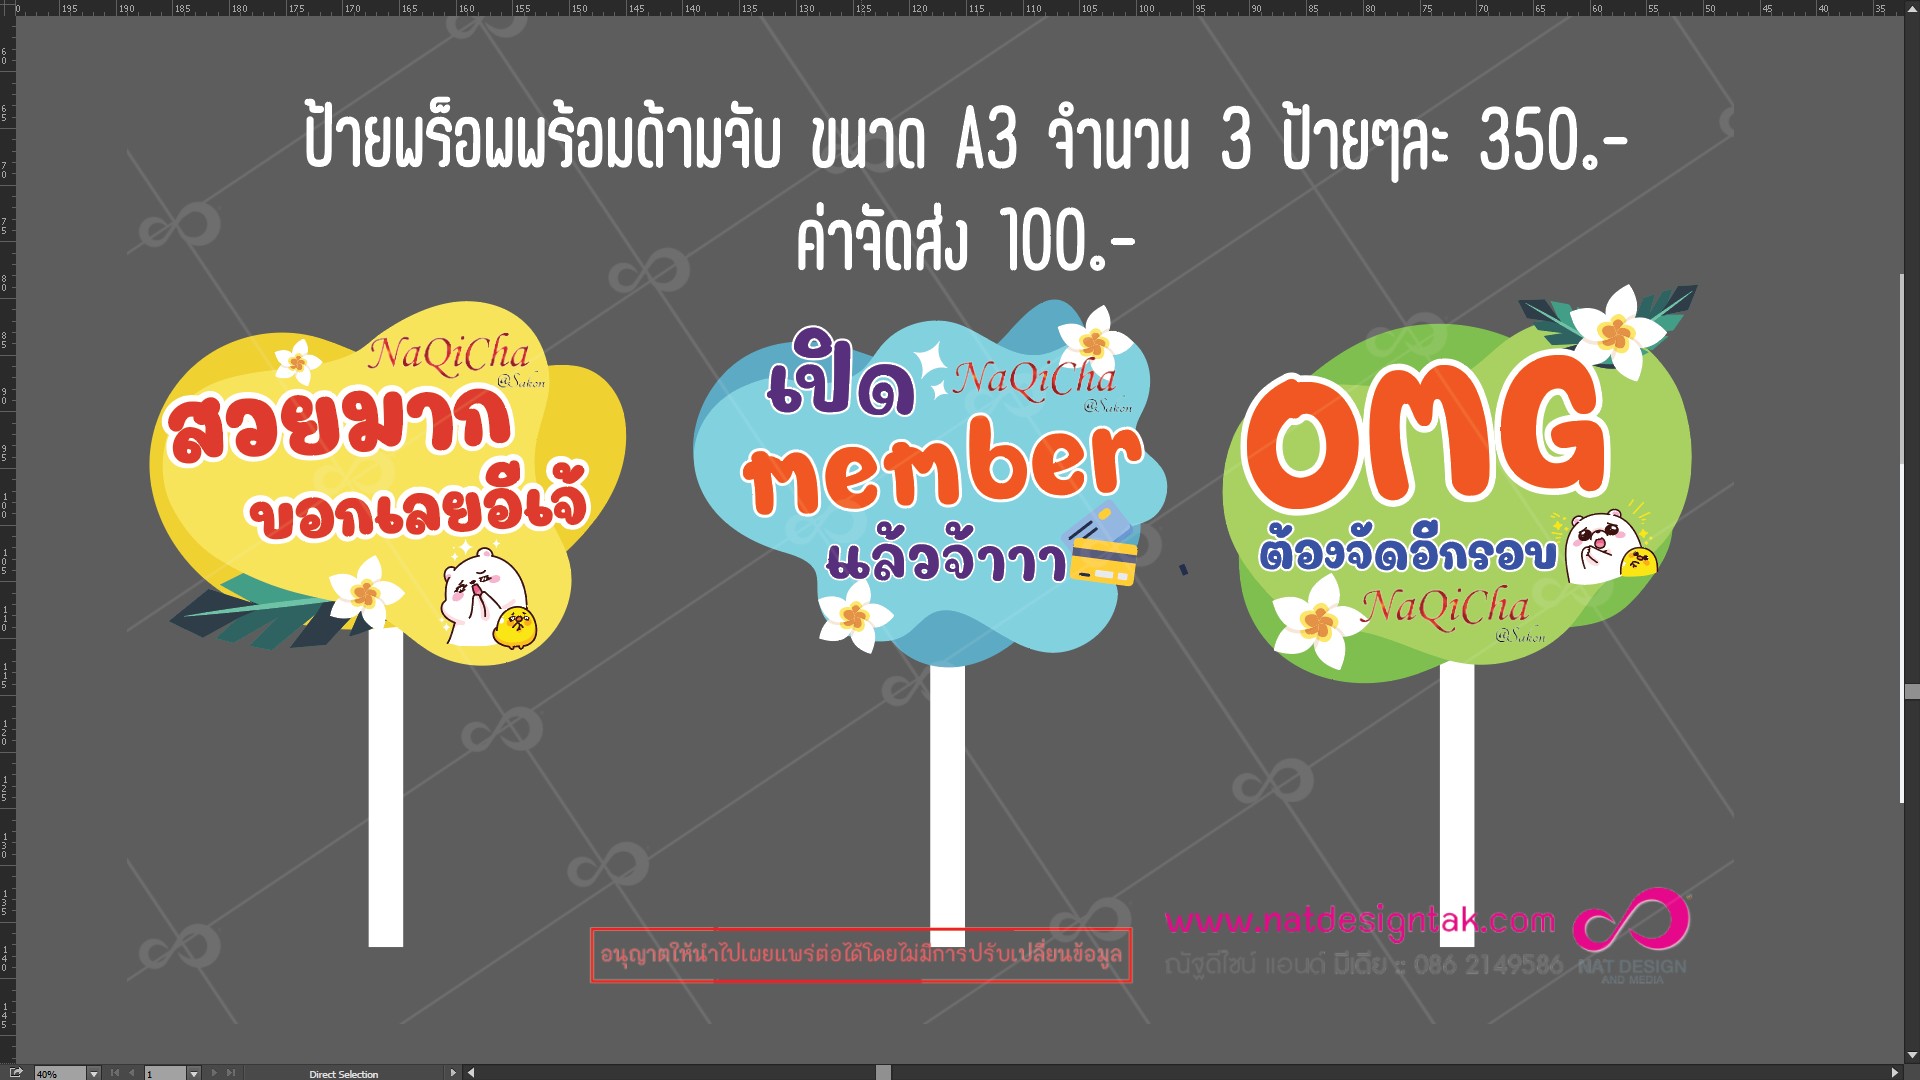 ป้ายพร็อพพร้อมด้ามจับ ขนาด A3 จำนวน 3 ป้ายๆละ 350.-
ค่าจัดส่ง 100.-
NaQiCha
@Sakon
สวยมาก
บอกเลยอีเจ้
เปิด
NaQiCha
@Sakon
member
แล้วจ้าาา
OMG
ต้องจัดอีกรอบ
NaQiCha
@Sakon
www.natdesigntak.com
อนุญาตให้นำไปเผยแพร่ต่อได้โดยไม่มีการปรับเปลี่ยนข้อมูล
ณัฐดีไซน์ แอนด์ มีเดีย :: 086 2149586
NAT DESIGN
AND MEDIA
40%
1
Direct Selection